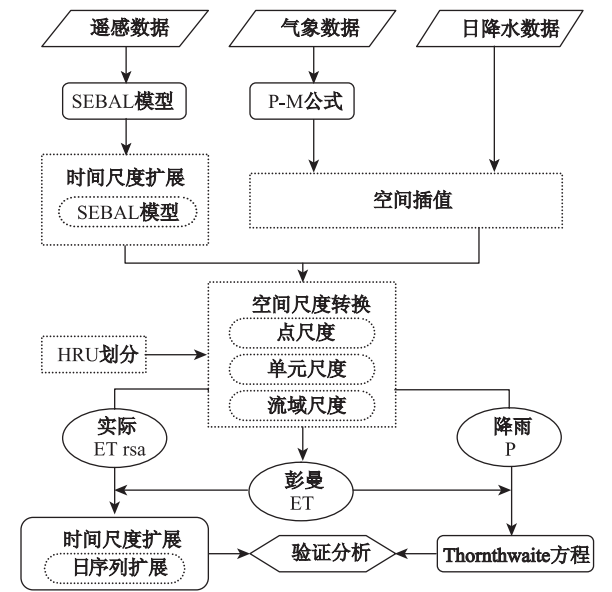 遥感数据
气象数据
日降水数据
SEBAL模型
P-M公式
时间尺度扩展
SEBAL模型
空间插值
空间尺度转换
点尺度
HRU划分
单元尺度
流域尺度
实际
ET rsa
降雨
P
彭曼
ET
时间尺度扩展
日序列扩展
验证分析
Thornthwaite方程